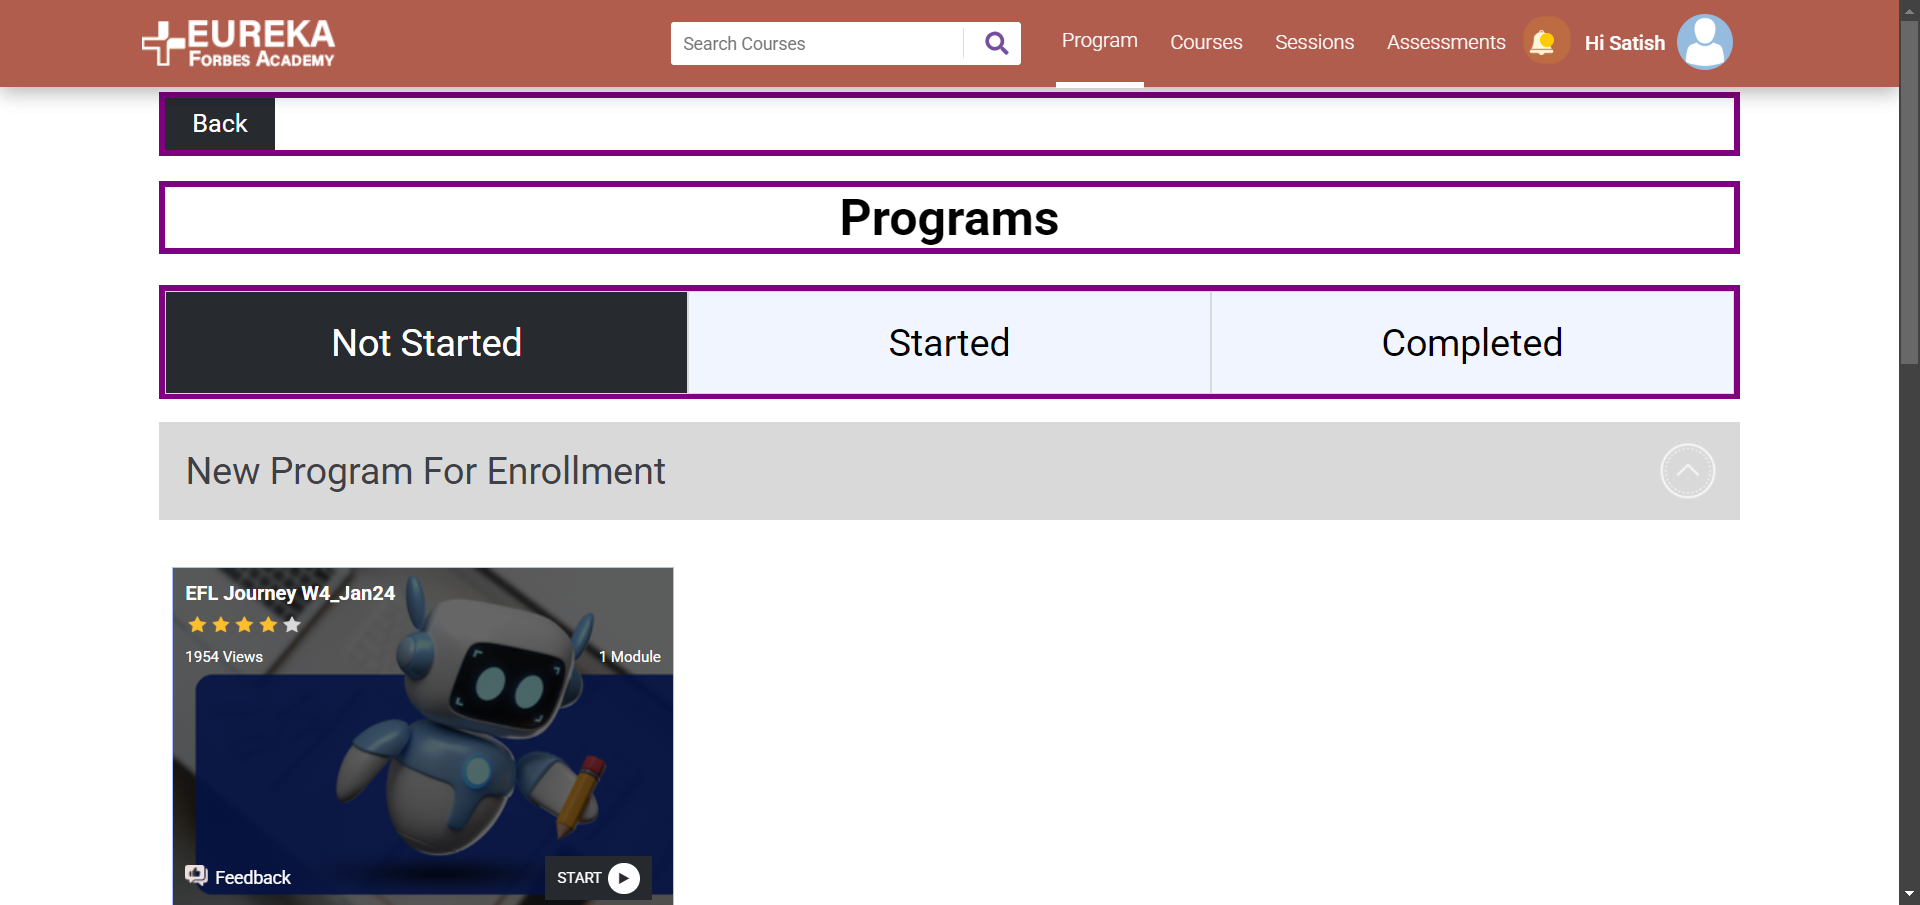 EUREKA
FORBES ACADEMY
Search Courses
Program
Courses
Sessions
Assessments
Hi Satish
Back
Programs
Not Started
Started
Completed
New Program For Enrollment
EFL Journey W4_Jan24
1954 Views
1 Module
Feedback
START